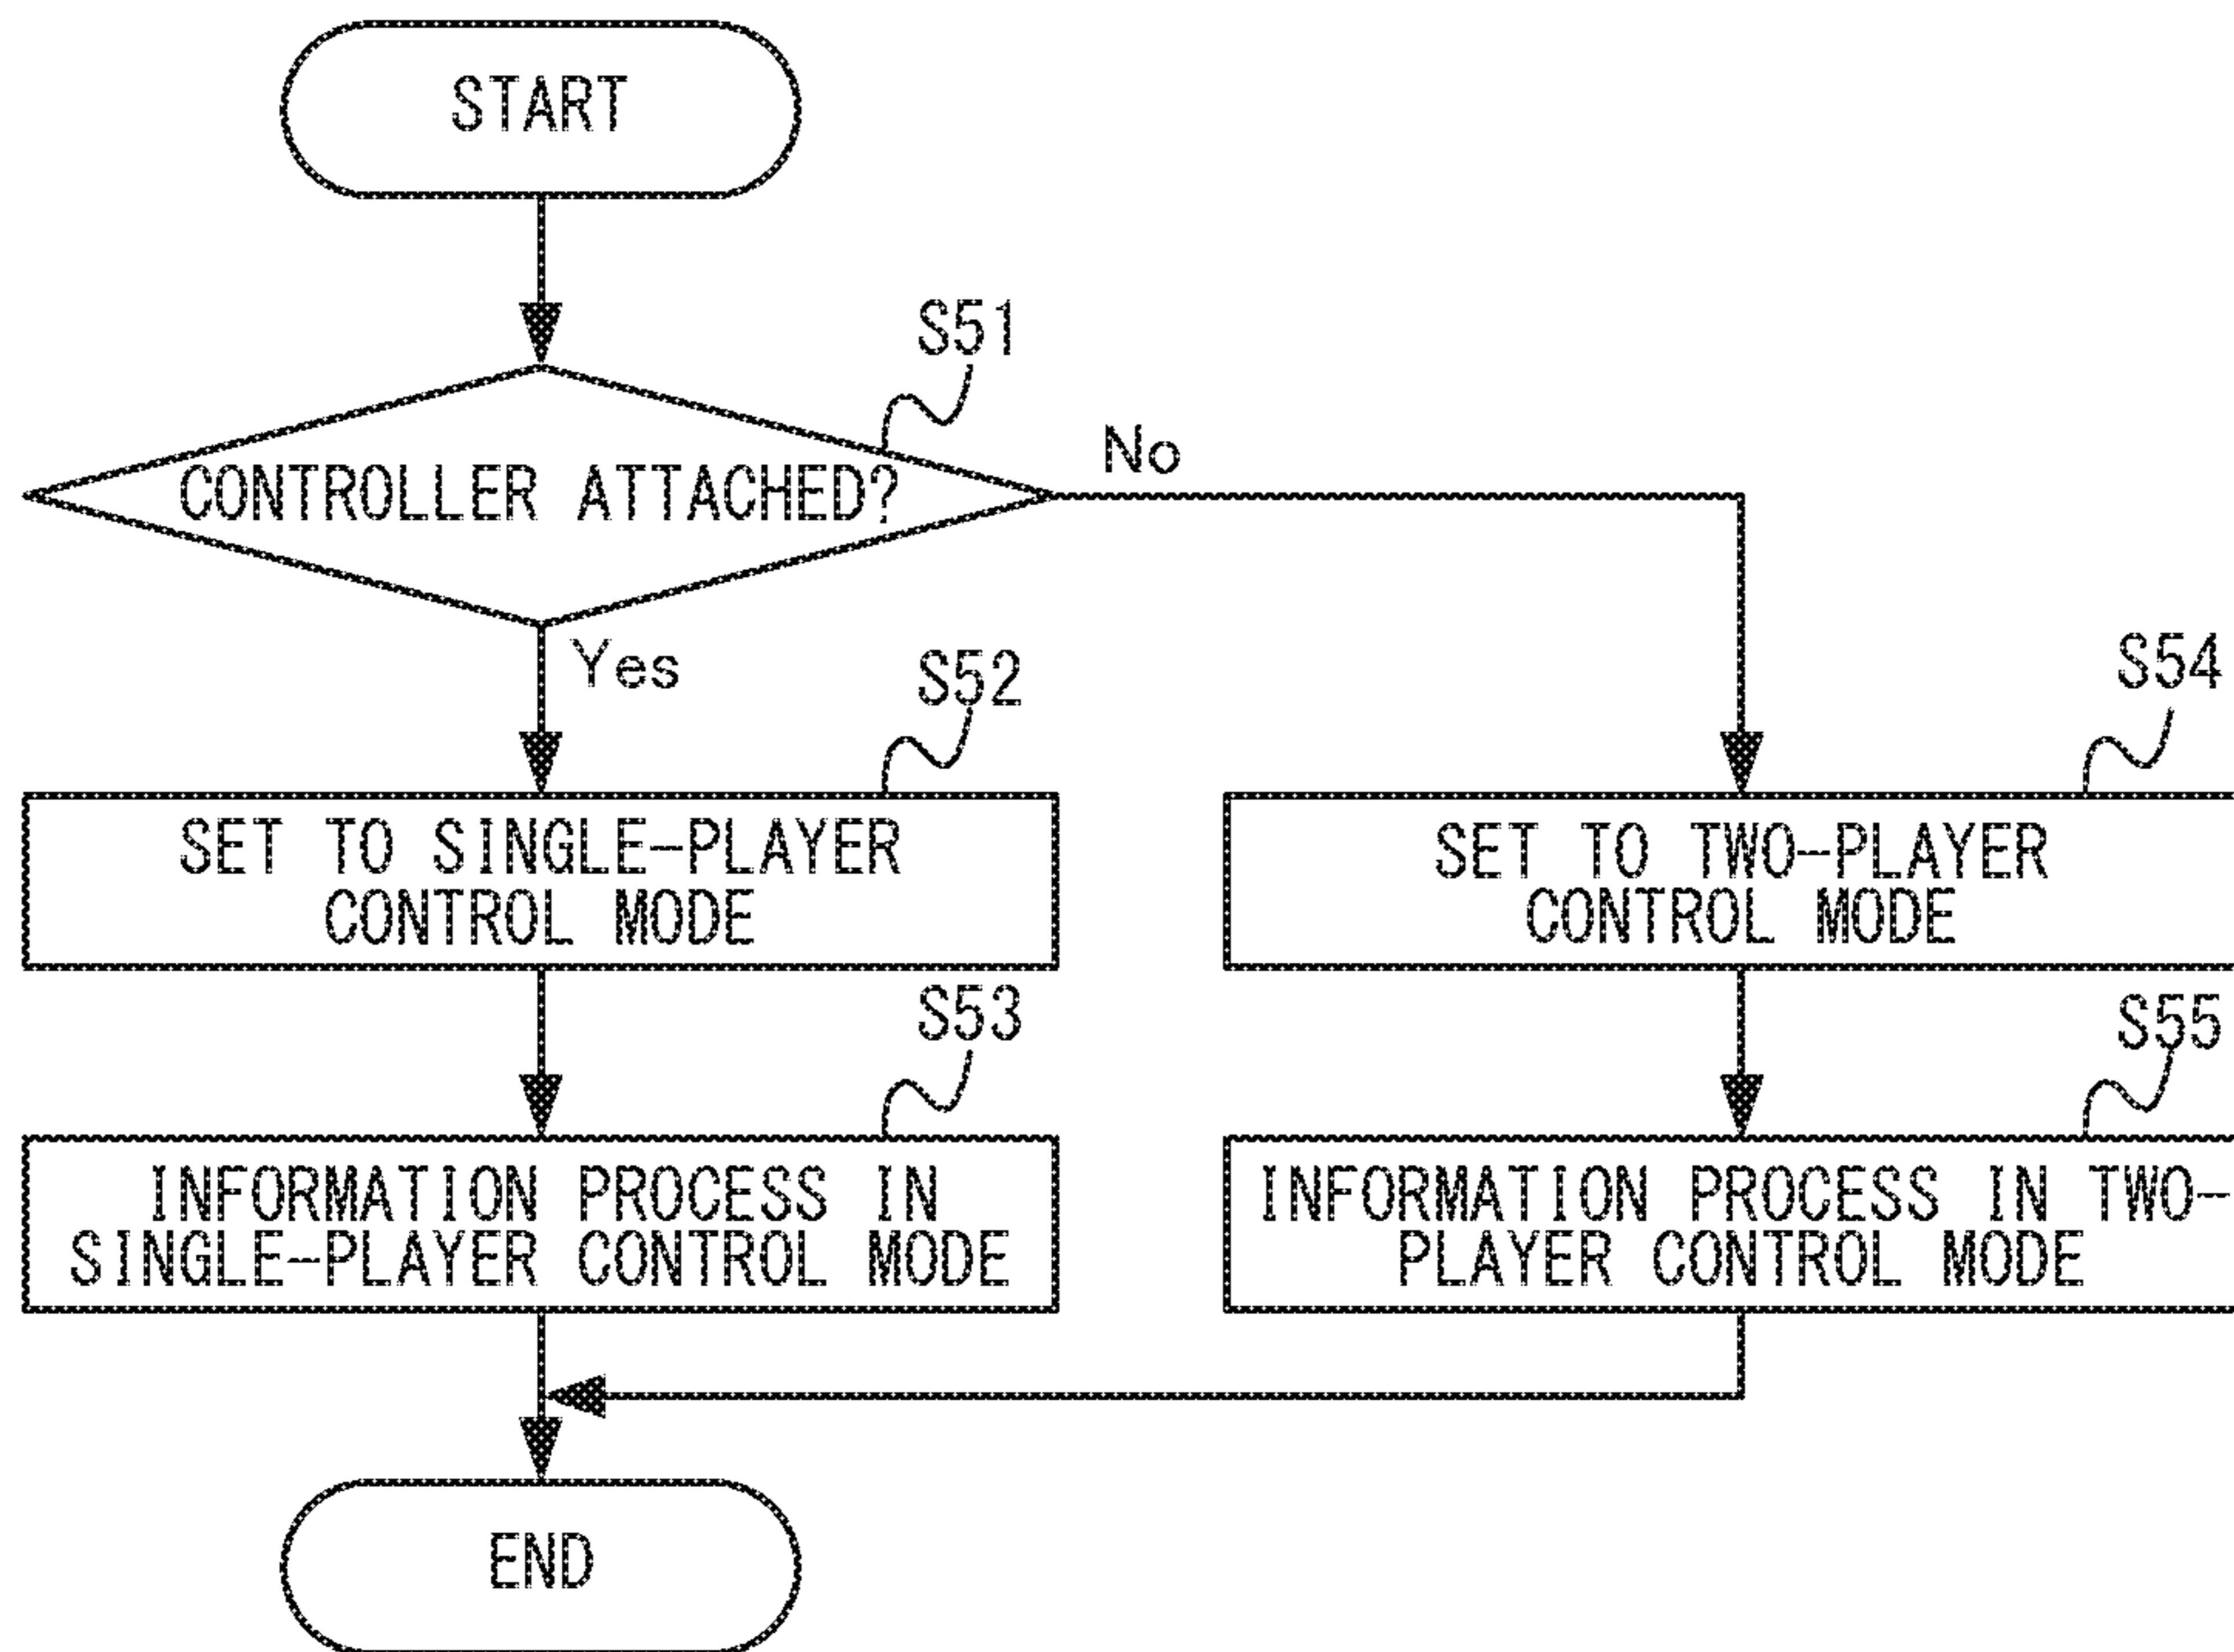 START
S51
CONTROLLER ATTACHED?
No
Yes
S52
SET TO SINGLE-PLAYER
CONTROL MODE
S53
INFORMATION PROCESS IN
SINGLE-PLAYER CONTROL MODE
S54
SET TO TWO-PLAYER
CONTROL MODE
S55
INFORMATION PROCESS IN TWO-
PLAYER CONTROL MODE
END